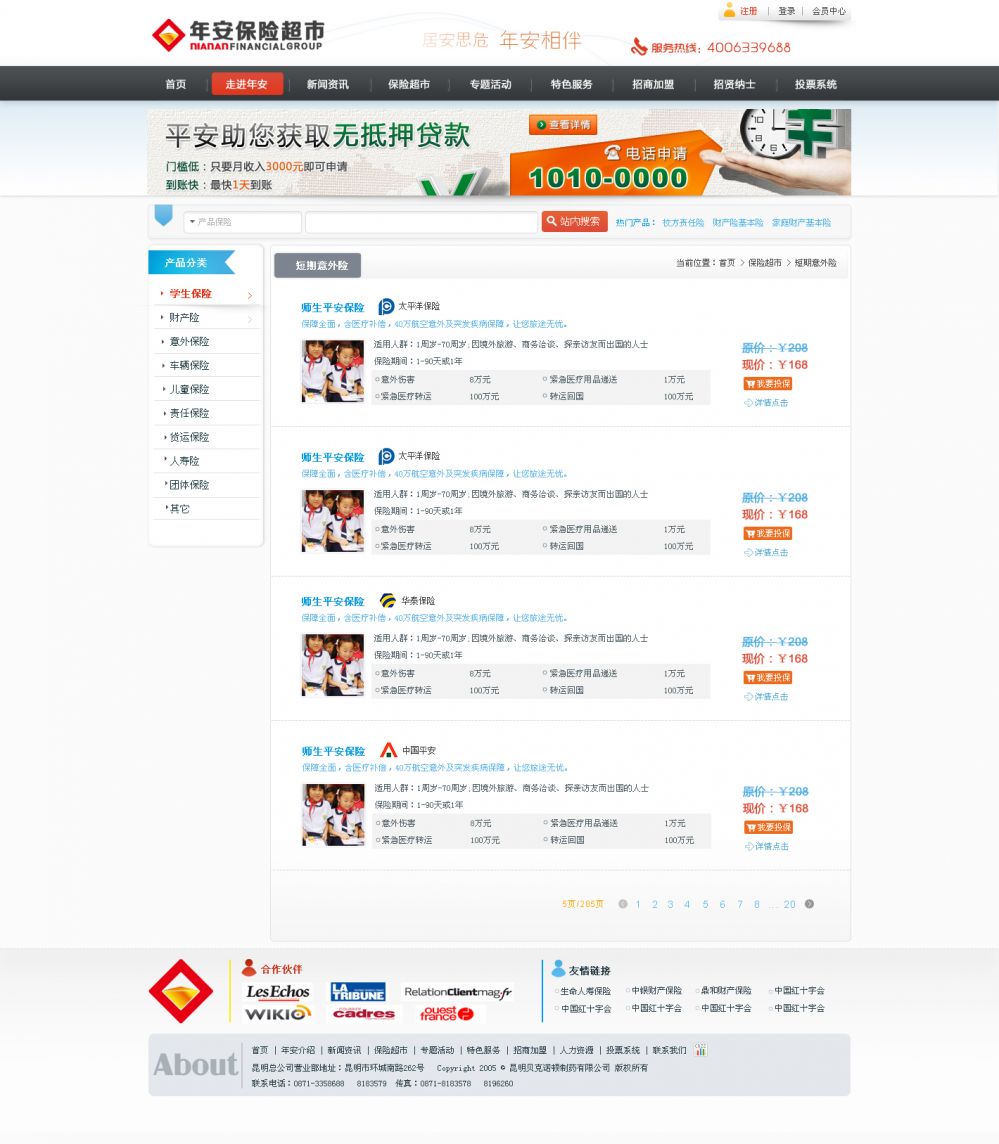 注册 | 登录 | 会员中心
年安保险超市
NIANAN FINANCIAL GROUP
居安思危 年安相伴
服务热线：4006339688
首页 走进年安 新闻资讯 保险超市 专题活动 特色服务 招商加盟 招贤纳士 投票系统
平安助您获取无抵押贷款
查看详情
门槛低：只要月收入3000元即可申请
到账快：最快1天到账
电话申请
1010-0000
产品保险 站内搜索 热门产品： 校方责任险 财产险基本险 家庭财产基本险
产品分类
学生保险
财产险
意外保险
车辆保险
儿童保险
责任保险
货运保险
人寿险
团体保险
其它
短期意外险
当前位置：首页 > 保险超市 > 短期意外险
师生平安保险 太平洋保险
保障全面，含医疗补偿，40万航空意外及突发疾病保障，让您旅途无忧。
适用人群：1周岁-70周岁;因境外旅游、商务洽谈、探亲访友而出国的人士
保险期间：1-90天或1年
意外伤害 8万元 紧急医疗用品递送 1万元
紧急医疗转运 100万元 转运回国 100万元
原价：￥208
现价：￥168
我要投保
详情点击
师生平安保险 太平洋保险
保障全面，含医疗补偿，40万航空意外及突发疾病保障，让您旅途无忧。
适用人群：1周岁-70周岁;因境外旅游、商务洽谈、探亲访友而出国的人士
保险期间：1-90天或1年
意外伤害 8万元 紧急医疗用品递送 1万元
紧急医疗转运 100万元 转运回国 100万元
原价：￥208
现价：￥168
我要投保
详情点击
师生平安保险 华泰保险
保障全面，含医疗补偿，40万航空意外及突发疾病保障，让您旅途无忧。
适用人群：1周岁-70周岁;因境外旅游、商务洽谈、探亲访友而出国的人士
保险期间：1-90天或1年
意外伤害 8万元 紧急医疗用品递送 1万元
紧急医疗转运 100万元 转运回国 100万元
原价：￥208
现价：￥168
我要投保
详情点击
师生平安保险 中国平安
保障全面，含医疗补偿，40万航空意外及突发疾病保障，让您旅途无忧。
适用人群：1周岁-70周岁;因境外旅游、商务洽谈、探亲访友而出国的人士
保险期间：1-90天或1年
意外伤害 8万元 紧急医疗用品递送 1万元
紧急医疗转运 100万元 转运回国 100万元
原价：￥208
现价：￥168
我要投保
详情点击
5页/285页 1 2 3 4 5 6 7 8 ... 20
合作伙伴
Les Echos LA TRIBUNE RelationClientmag.fr
WIKIO cadres ouest france
友情链接
生命人寿保险 中银财产保险 鼎和财产保险 中国红十字会
中国红十字会 中国红十字会 中国红十字会 中国红十字会
About
首页 | 年安介绍 | 新闻资讯 | 保险超市 | 专题活动 | 特色服务 | 招商加盟 | 人力资源 | 投票系统 | 联系我们
昆明总公司营业部地址：昆明市环城南路262号 Copyright 2005 © 昆明贝克诺顿制药有限公司 版权所有
联系电话：0871-3358688 8183579 传真：0871-8183578 8196260